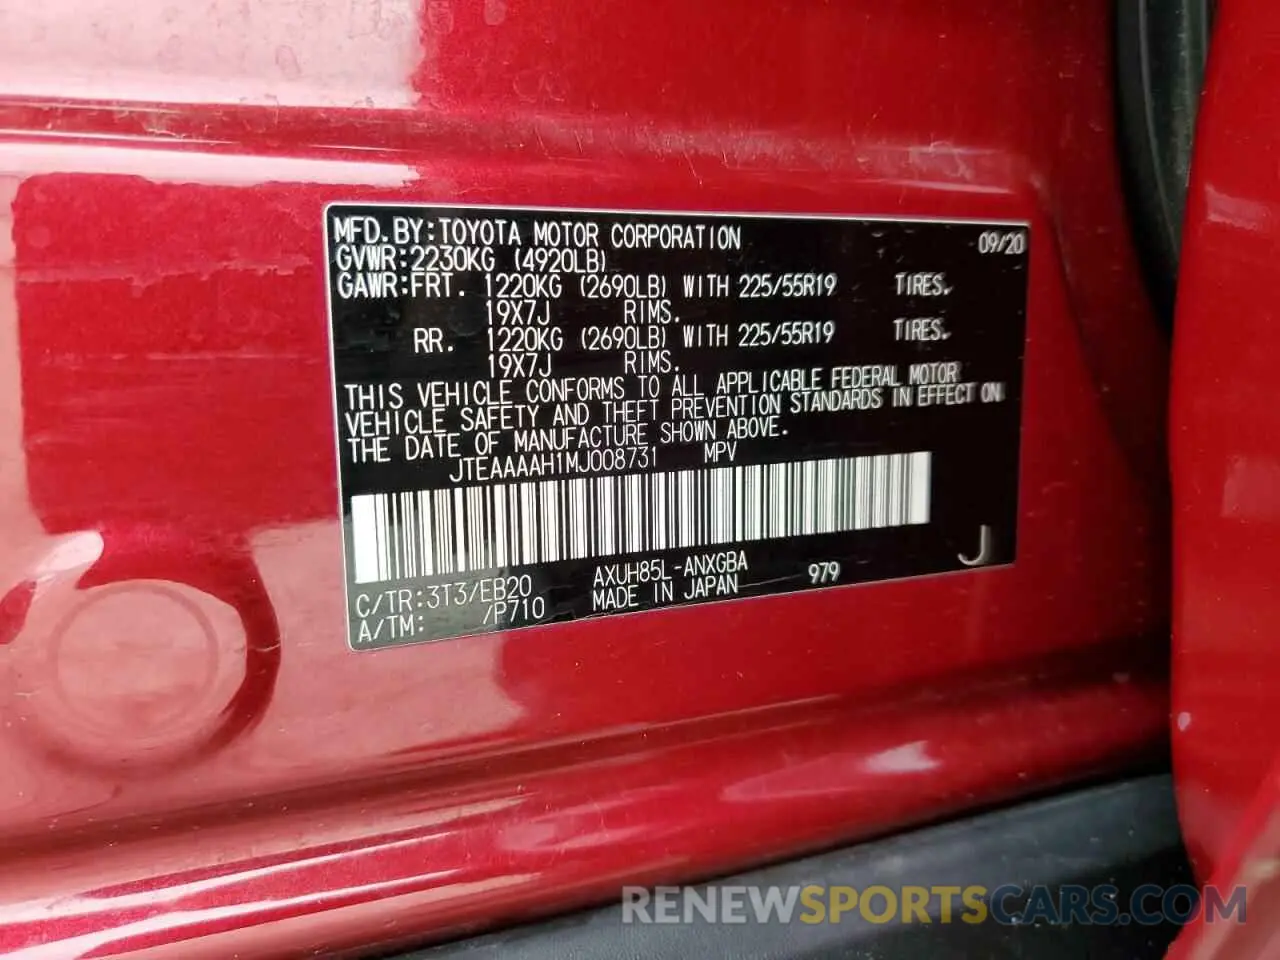 MFD.BY:TOYOTA MOTOR CORPORATION 09/20
GVWR:2230KG (4920LB)
GAWR:FRT. 1220KG (2690LB) WITH 225/55R19 TIRES.
19X7J RIMS.
RR. 1220KG (2690LB) WITH 225/55R19 TIRES.
19X7J RIMS.
THIS VEHICLE CONFORMS TO ALL APPLICABLE FEDERAL MOTOR
VEHICLE SAFETY AND THEFT PREVENTION STANDARDS IN EFFECT ON
THE DATE OF MANUFACTURE SHOWN ABOVE.
JTEAAAAH1MJ008731 MPV
C/TR:3T3/EB20 AXUH85L-ANXGBA 979 J
A/TM: /P710 MADE IN JAPAN
RENEWSPORTSCARS.COM